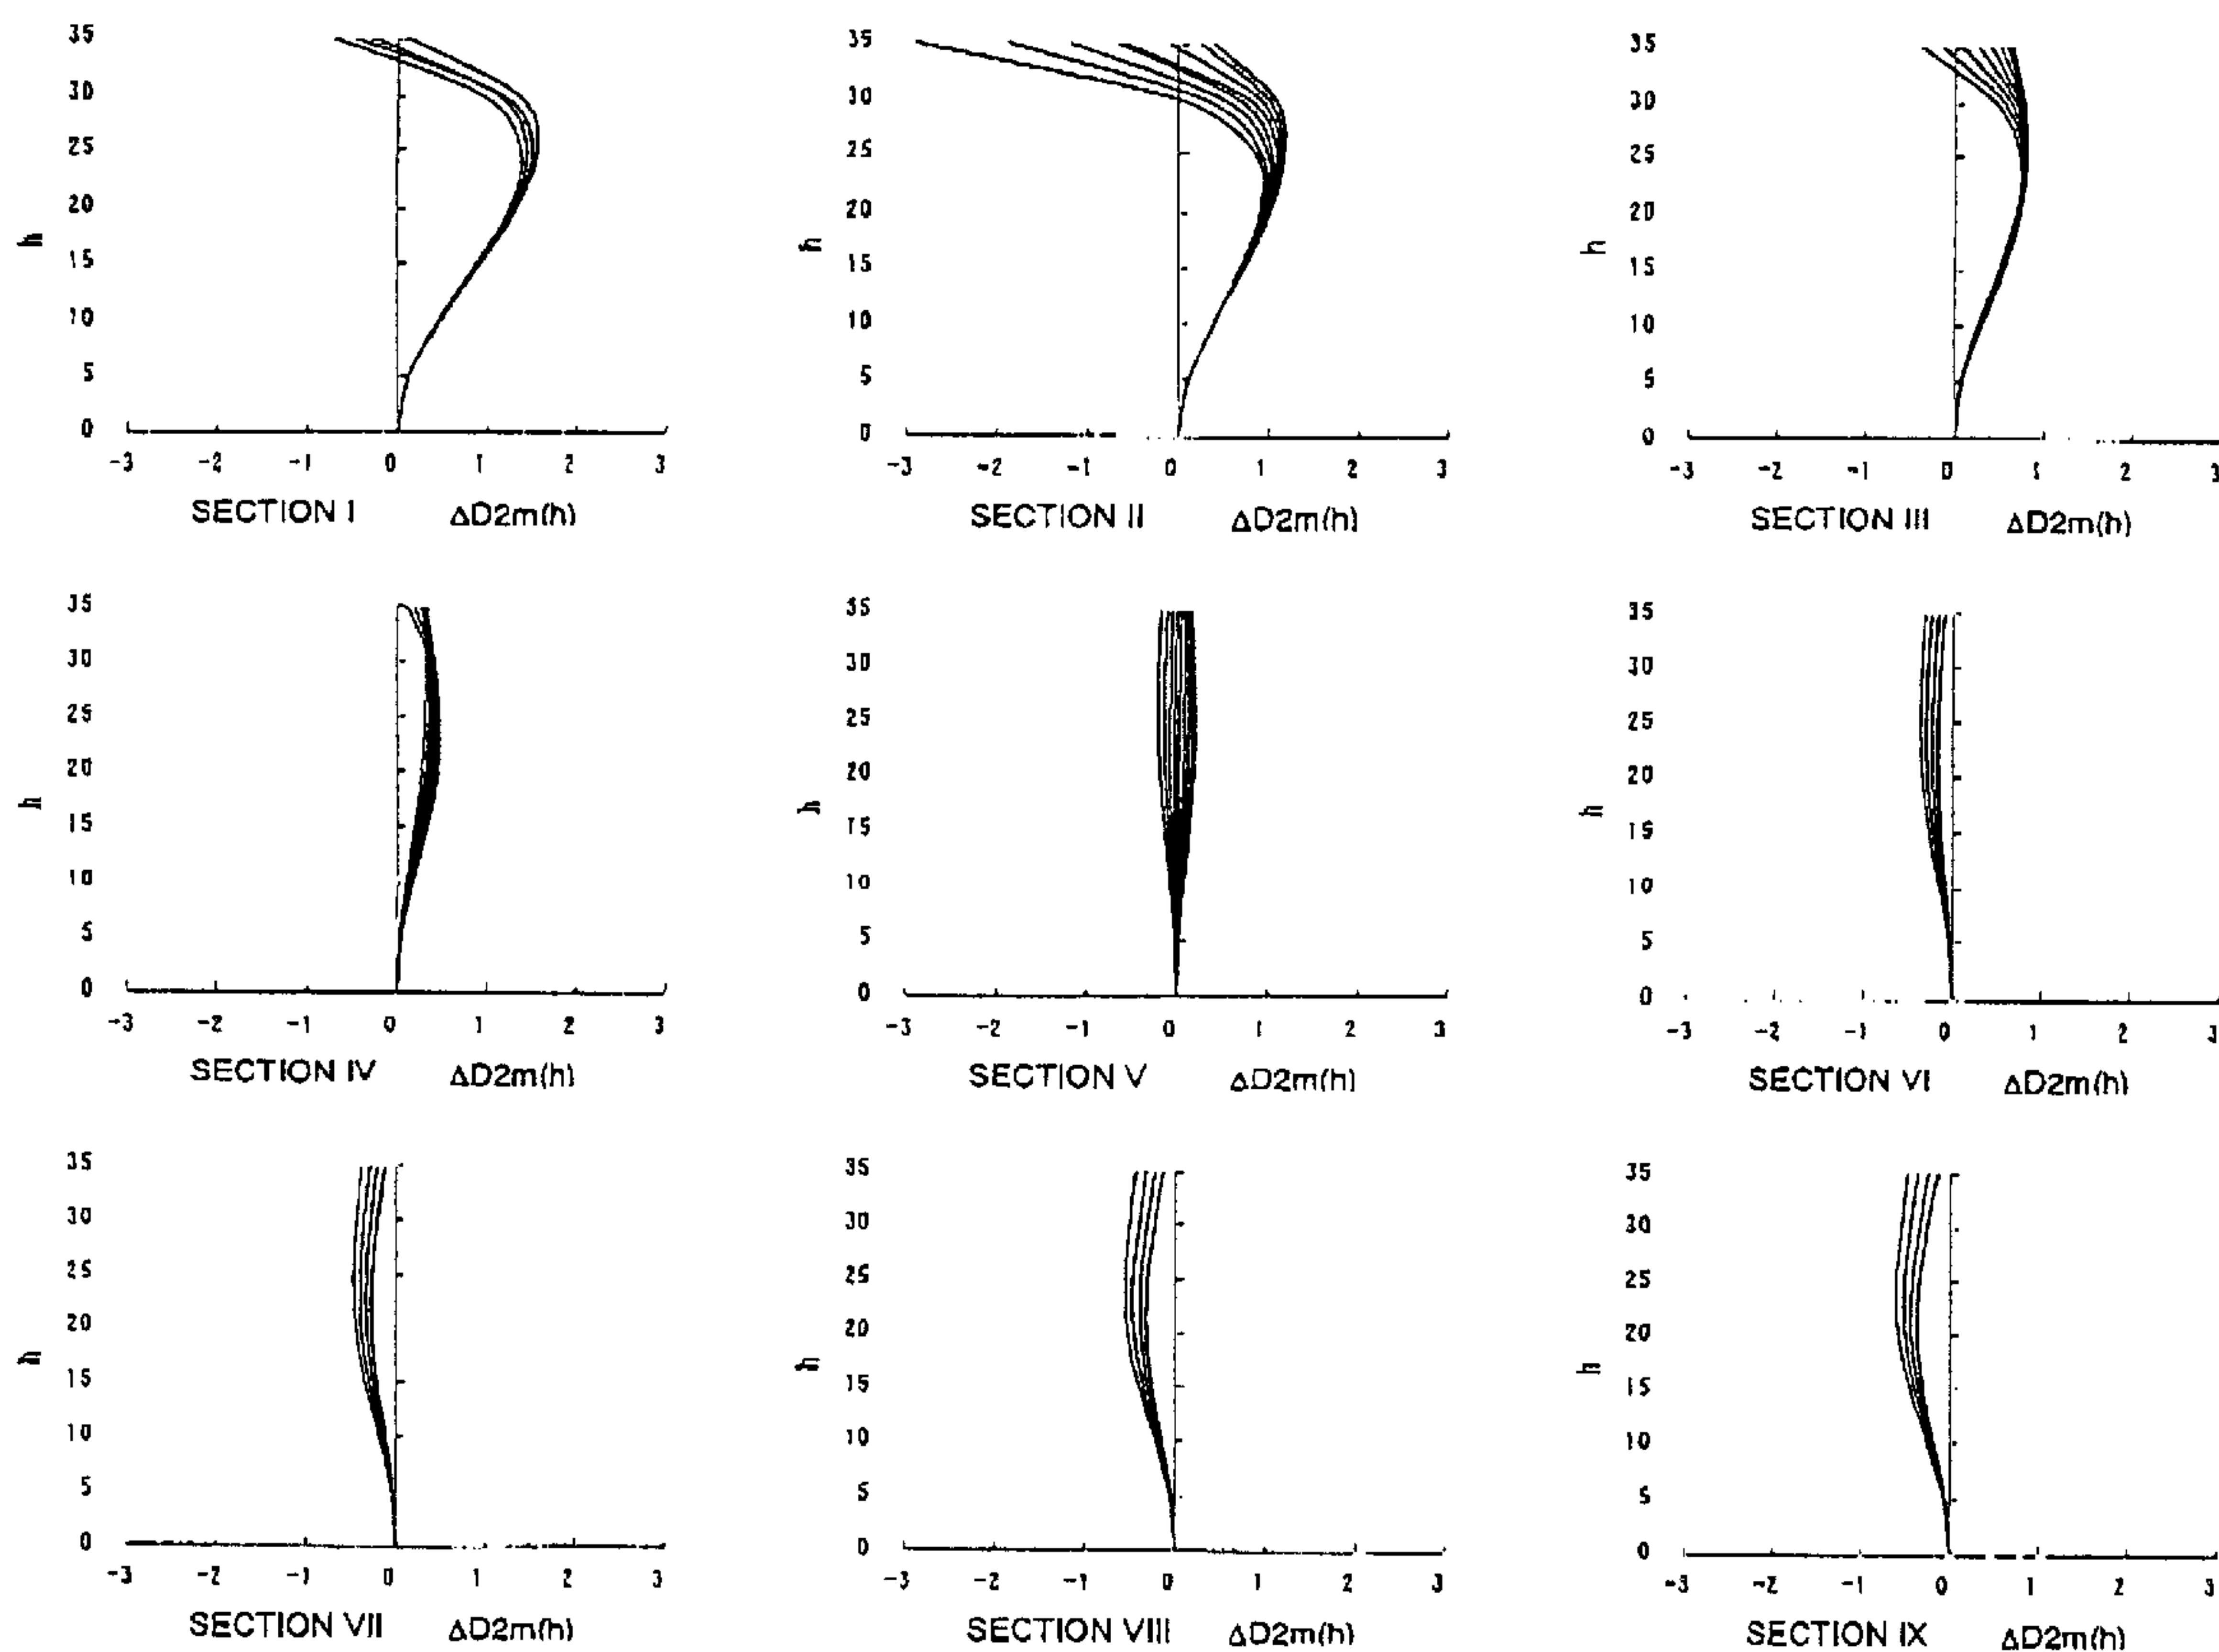 35
30
25
20
15
10
5
0
h
-3 -2 -1 0 1 2 3
SECTION I ΔD2m(h)
35
30
25
20
15
10
5
0
h
-3 -2 -1 0 1 2 3
SECTION II ΔD2m(h)
35
30
25
20
15
10
5
0
h
-3 -2 -1 0 1 2 3
SECTION III ΔD2m(h)
35
30
25
20
15
10
5
0
h
-3 -2 -1 0 1 2 3
SECTION IV ΔD2m(h)
35
30
25
20
15
10
5
0
h
-3 -2 -1 0 1 2 3
SECTION V ΔD2m(h)
35
30
25
20
15
10
5
0
h
-3 -2 -1 0 1 2 3
SECTION VI ΔD2m(h)
35
30
25
20
15
10
5
0
h
-3 -2 -1 0 1 2 3
SECTION VII ΔD2m(h)
35
30
25
20
15
10
5
0
h
-3 -2 -1 0 1 2 3
SECTION VIII ΔD2m(h)
35
30
25
20
15
10
5
0
h
-3 -2 -1 0 1 2 3
SECTION IX ΔD2m(h)